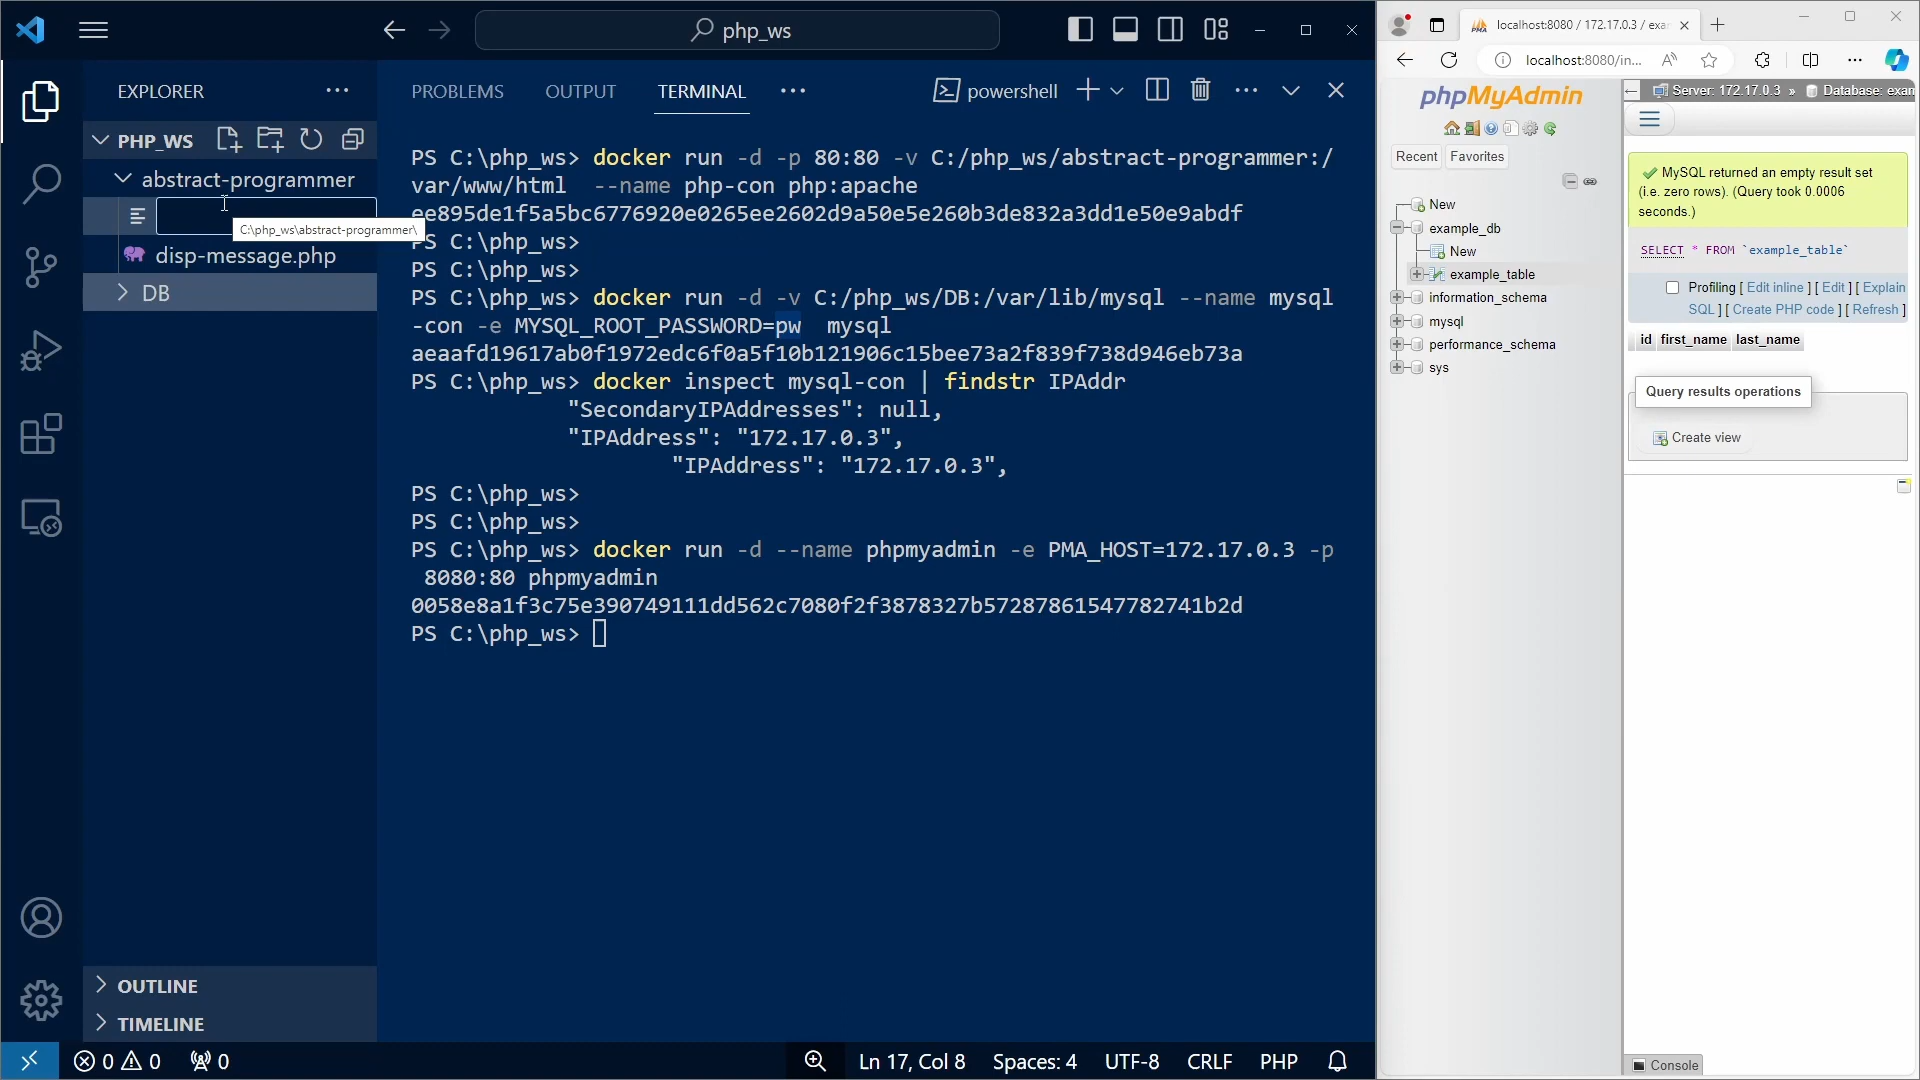 php_ws
EXPLORER
PHP_WS
abstract-programmer
C:\php_ws\abstract-programmer\
disp-message.php
DB
OUTLINE
TIMELINE
PROBLEMS OUTPUT TERMINAL
powershell
PS C:\php_ws> docker run -d -p 80:80 -v C:/php_ws/abstract-programmer:/
var/www/html --name php-con php:apache
ee895de1f5a5bc6776920e0265ee2602d9a50e5e260b3de832a3dd1e50e9abdf
PS C:\php_ws>
PS C:\php_ws>
PS C:\php_ws> docker run -d -v C:/php_ws/DB:/var/lib/mysql --name mysql
-con -e MYSQL_ROOT_PASSWORD=pw mysql
aeaafd19617ab0f1972edc6f0a5f10b121906c15bee73a2f839f738d946eb73a
PS C:\php_ws> docker inspect mysql-con | findstr IPAddr
"SecondaryIPAddresses": null,
"IPAddress": "172.17.0.3",
"IPAddress": "172.17.0.3",
PS C:\php_ws>
PS C:\php_ws>
PS C:\php_ws> docker run -d --name phpmyadmin -e PMA_HOST=172.17.0.3 -p
8080:80 phpmyadmin
0058e8a1f3c75e390749111dd562c7080f2f3878327b57287861547782741b2d
PS C:\php_ws>
0 0 0
Ln 17, Col 8 Spaces: 4 UTF-8 CRLF PHP
localhost:8080 / 172.17.0.3 / exa
localhost:8080/in...
phpMyAdmin
Recent Favorites
New
example_db
New
example_table
information_schema
mysql
performance_schema
sys
Server: 172.17.0.3 » Database: exam
MySQL returned an empty result set
(i.e. zero rows). (Query took 0.0006
seconds.)
SELECT * FROM `example_table`
Profiling [ Edit inline ] [ Edit ] [ Explain
SQL ] [ Create PHP code ] [ Refresh ]
id first_name last_name
Query results operations
Create view
Console